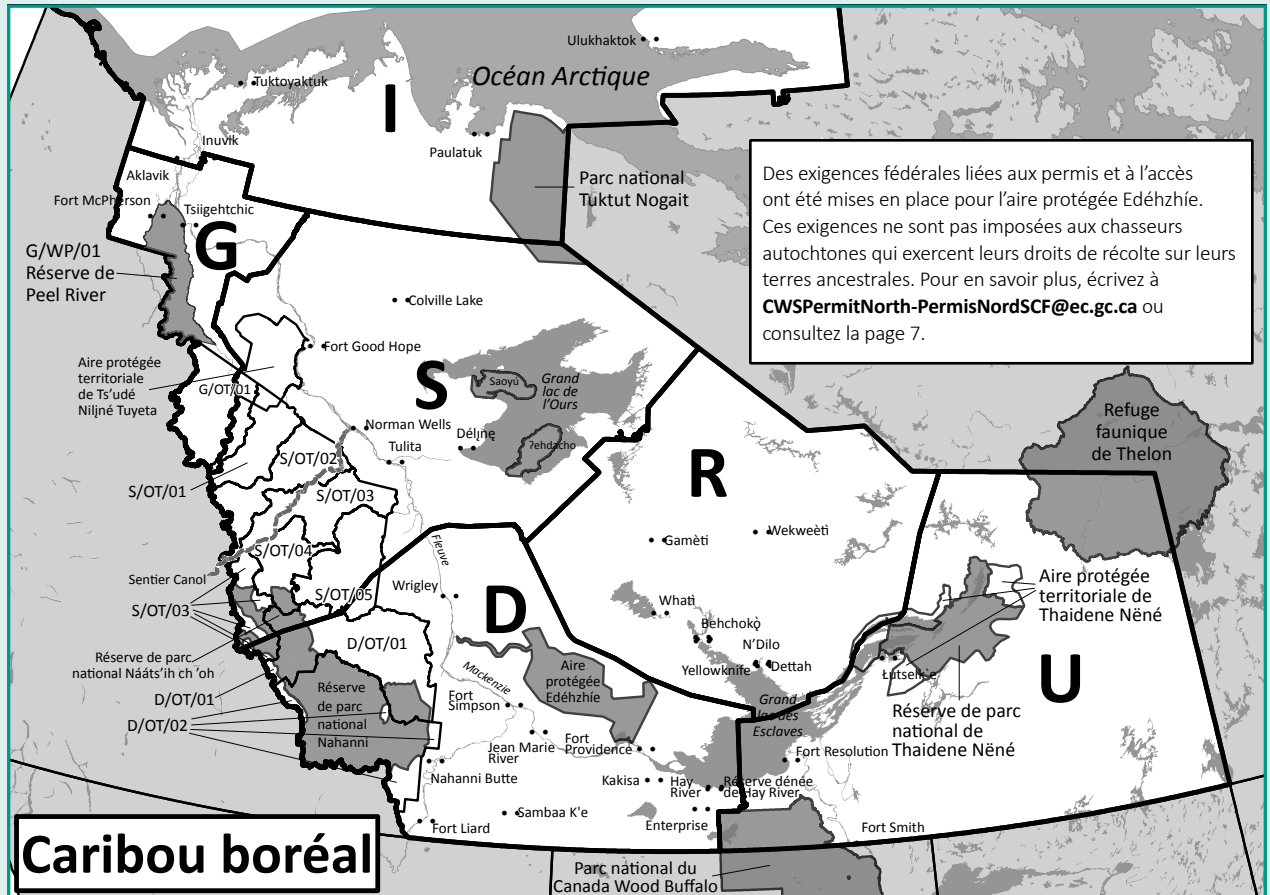 Ulukhaktok
Océan Arctique
Tuktoyaktuk
I
Inuvik
Paulatuk
Aklavik
Parc national
Tuktut Nogait
Des exigences fédérales liées aux permis et à l’accès
ont été mises en place pour l’aire protégée Edéhzhíe.
Ces exigences ne sont pas imposées aux chasseurs
autochtones qui exercent leurs droits de récolte sur leurs
terres ancestrales. Pour en savoir plus, écrivez à
CWSPermitNorth-PermisNordSCF@ec.gc.ca ou
consultez la page 7.
Fort McPherson
Tsiigehtchic
G
G/WP/01
Réserve de
Peel River
Colville Lake
Fort Good Hope
Aire protégée
territoriale
de Ts’udé
Nilįné Tuyeta
G/OT/01
S
Saoyú
Grand
lac de
l’Ours
Ɂehdacho
Norman Wells
Tulita
Délı̨nę
Refuge
faunique
de Thelon
S/OT/02
S/OT/01
S/OT/03
R
Wekweètì
Gamètì
S/OT/04
Sentier Canol
Fleuve
Wrigley
S/OT/05
S/OT/03
D
Whatì
Behchokǫ̀
N’Dilo
Yellowknife
Dettah
Aire protégée
territoriale de
Thaidene Nëné
D/OT/01
Réserve de parc
national Nááts’ih ch’oh
Mackenzie
Aire
protégée
Edéhzhíe
Łutselk’e
U
D/OT/01
D/OT/02
Réserve
de parc
national
Nahanni
Fort
Simpson
Grand
lac des
Esclaves
Réserve de parc
national de
Thaidene Nëné
Jean Marie
River
Fort
Providence
Fort Resolution
Nahanni Butte
Kakisa
Hay
River
Réserve dénée
de Hay River
Sambaa K'e
Fort Liard
Enterprise
Fort Smith
Caribou boréal
Parc national du
Canada Wood Buffalo